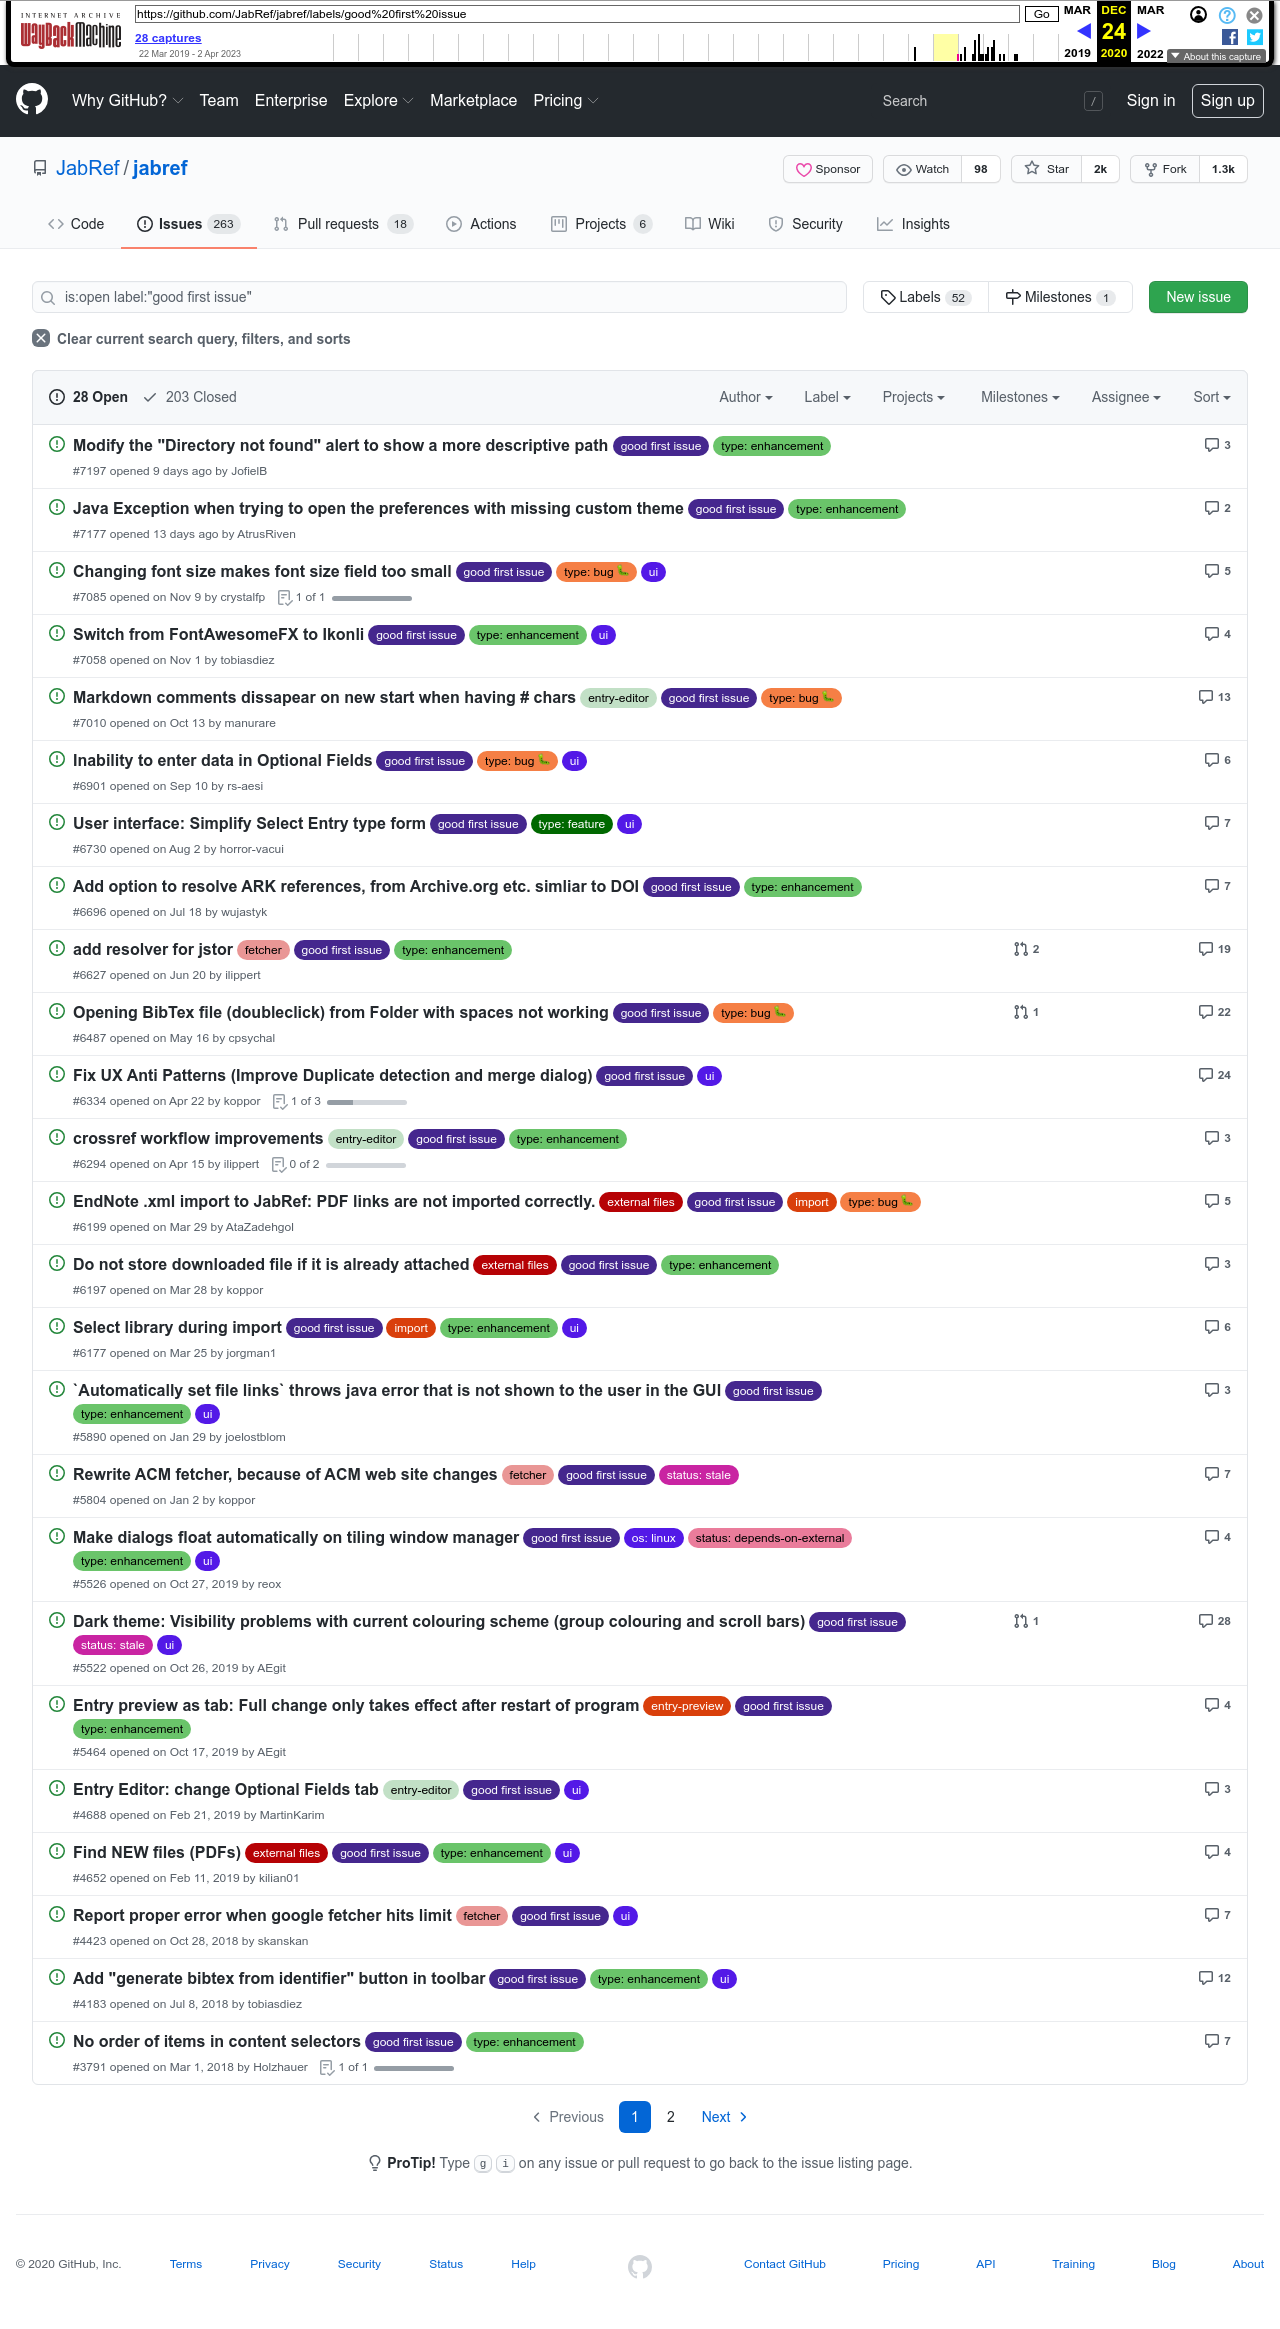 INTERNET ARCHIVE
WayBackMachine
https://github.com/JabRef/jabref/labels/good%20first%20issue
Go
28 captures
22 Mar 2019 - 2 Apr 2023
MAR DEC MAR
24
2019 2020 2022
About this capture
Why GitHub? Team Enterprise Explore Marketplace Pricing Search / Sign in Sign up
JabRef / jabref Sponsor Watch 98 Star 2k Fork 1.3k
Code Issues 263 Pull requests 18 Actions Projects 6 Wiki Security Insights
is:open label:"good first issue" Labels 52 Milestones 1 New issue
Clear current search query, filters, and sorts
28 Open 203 Closed Author Label Projects Milestones Assignee Sort
Modify the "Directory not found" alert to show a more descriptive path good first issue type: enhancement 3
#7197 opened 9 days ago by JofielB
Java Exception when trying to open the preferences with missing custom theme good first issue type: enhancement 2
#7177 opened 13 days ago by AtrusRiven
Changing font size makes font size field too small good first issue type: bug ui 5
#7085 opened on Nov 9 by crystalfp 1 of 1
Switch from FontAwesomeFX to Ikonli good first issue type: enhancement ui 4
#7058 opened on Nov 1 by tobiasdiez
Markdown comments dissapear on new start when having # chars entry-editor good first issue type: bug 13
#7010 opened on Oct 13 by manurare
Inability to enter data in Optional Fields good first issue type: bug ui 6
#6901 opened on Sep 10 by rs-aesi
User interface: Simplify Select Entry type form good first issue type: feature ui 7
#6730 opened on Aug 2 by horror-vacui
Add option to resolve ARK references, from Archive.org etc. simliar to DOI good first issue type: enhancement 7
#6696 opened on Jul 18 by wujastyk
add resolver for jstor fetcher good first issue type: enhancement 2 19
#6627 opened on Jun 20 by ilippert
Opening BibTex file (doubleclick) from Folder with spaces not working good first issue type: bug 1 22
#6487 opened on May 16 by cpsychal
Fix UX Anti Patterns (Improve Duplicate detection and merge dialog) good first issue ui 24
#6334 opened on Apr 22 by koppor 1 of 3
crossref workflow improvements entry-editor good first issue type: enhancement 3
#6294 opened on Apr 15 by ilippert 0 of 2
EndNote .xml import to JabRef: PDF links are not imported correctly. external files good first issue import type: bug 5
#6199 opened on Mar 29 by AtaZadehgol
Do not store downloaded file if it is already attached external files good first issue type: enhancement 3
#6197 opened on Mar 28 by koppor
Select library during import good first issue import type: enhancement ui 6
#6177 opened on Mar 25 by jorgman1
`Automatically set file links` throws java error that is not shown to the user in the GUI good first issue 3
type: enhancement ui
#5890 opened on Jan 29 by joelostblom
Rewrite ACM fetcher, because of ACM web site changes fetcher good first issue status: stale 7
#5804 opened on Jan 2 by koppor
Make dialogs float automatically on tiling window manager good first issue os: linux status: depends-on-external 4
type: enhancement ui
#5526 opened on Oct 27, 2019 by reox
Dark theme: Visibility problems with current colouring scheme (group colouring and scroll bars) good first issue 1 28
status: stale ui
#5522 opened on Oct 26, 2019 by AEgit
Entry preview as tab: Full change only takes effect after restart of program entry-preview good first issue 4
type: enhancement
#5464 opened on Oct 17, 2019 by AEgit
Entry Editor: change Optional Fields tab entry-editor good first issue ui 3
#4688 opened on Feb 21, 2019 by MartinKarim
Find NEW files (PDFs) external files good first issue type: enhancement ui 4
#4652 opened on Feb 11, 2019 by kilian01
Report proper error when google fetcher hits limit fetcher good first issue ui 7
#4423 opened on Oct 28, 2018 by skanskan
Add "generate bibtex from identifier" button in toolbar good first issue type: enhancement ui 12
#4183 opened on Jul 8, 2018 by tobiasdiez
No order of items in content selectors good first issue type: enhancement 7
#3791 opened on Mar 1, 2018 by Holzhauer 1 of 1
Previous 1 2 Next
ProTip! Type g i on any issue or pull request to go back to the issue listing page.
© 2020 GitHub, Inc. Terms Privacy Security Status Help Contact GitHub Pricing API Training Blog About